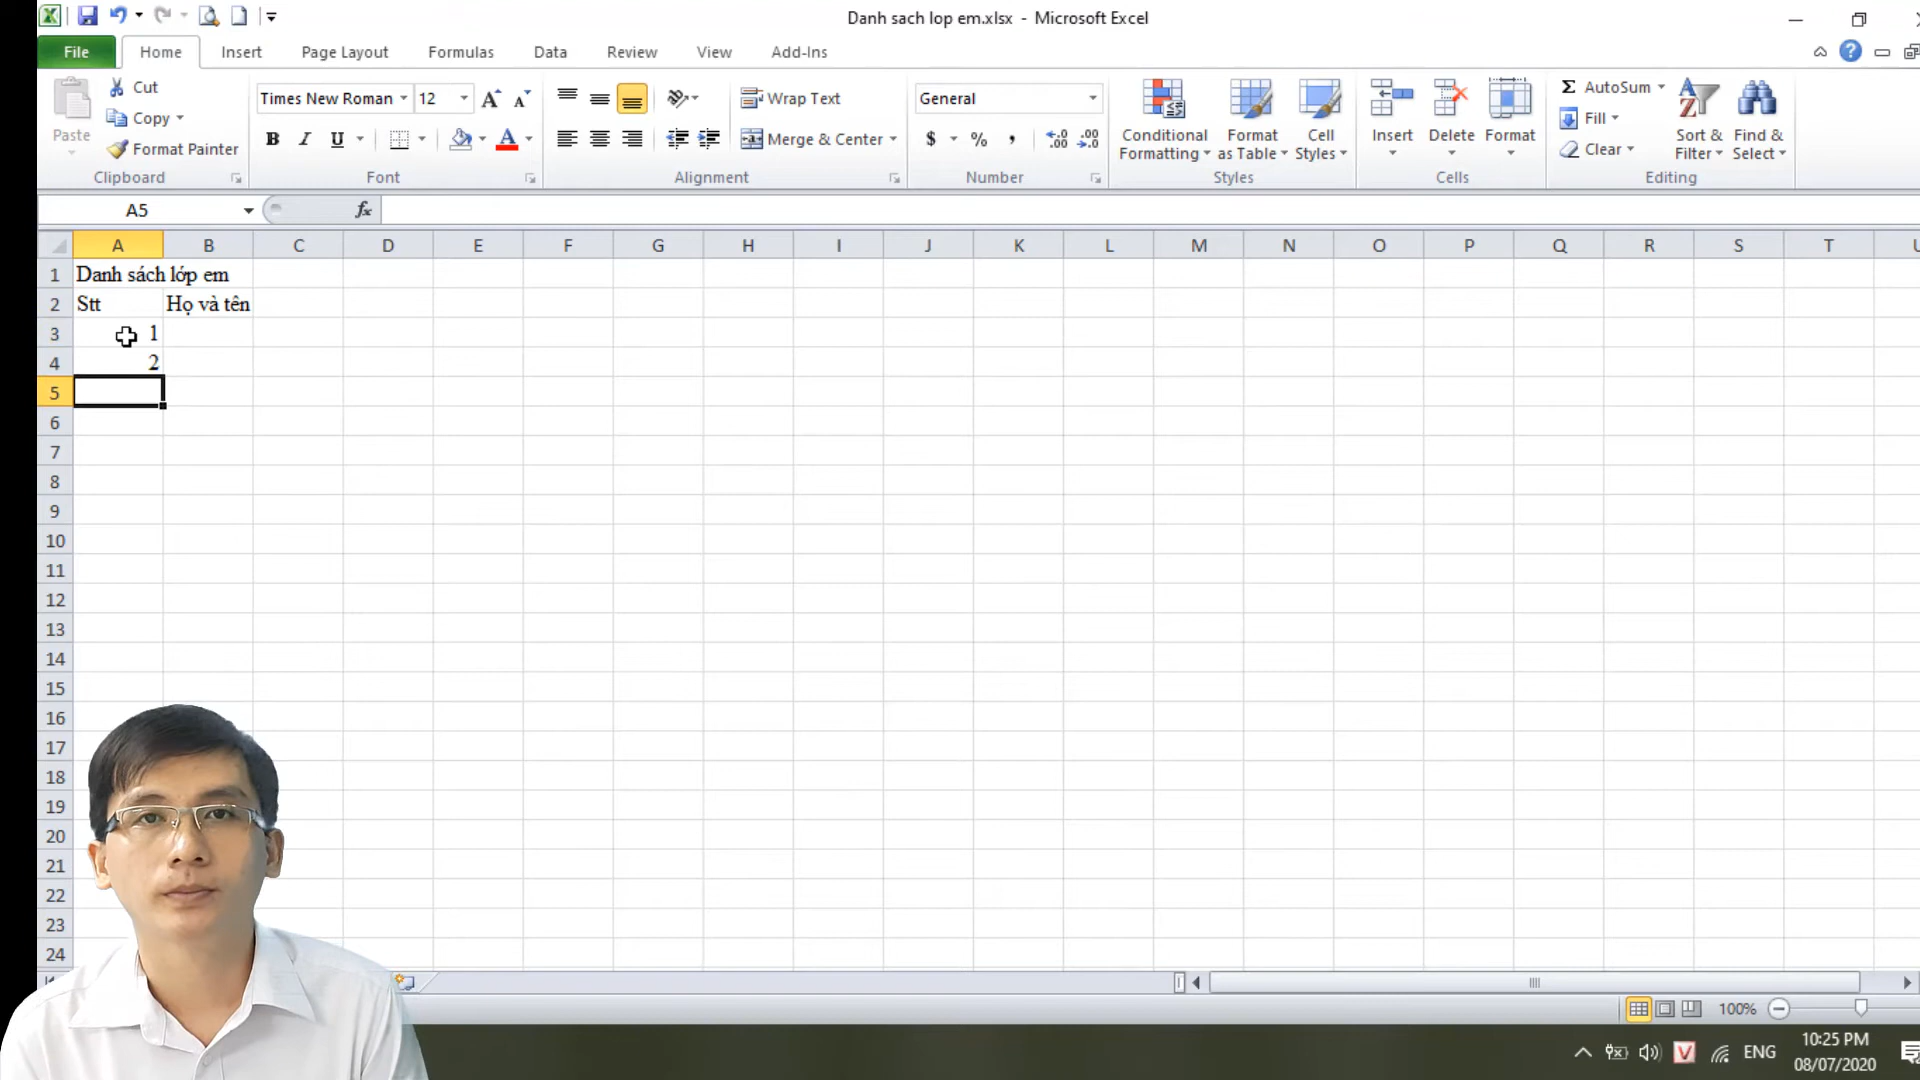 Danh sach lop em.xlsx - Microsoft Excel
File Home Insert Page Layout Formulas Data Review View Add-Ins
Paste
Cut
Copy
Format Painter
Clipboard
Times New Roman 12
B I U A
Font
Wrap Text
Merge & Center
Alignment
General
$ % ,
Number
Conditional Formatting
Format as Table
Cell Styles
Styles
Insert Delete Format
Cells
Σ AutoSum
Fill
Clear
Sort & Filter
Find & Select
Editing
A5 fx
A B C D E F G H I J K L M N O P Q R S T U
1 Danh sách lớp em
2 Stt Họ và tên
3 1
4 2
5
6
7
8
9
10
11
12
13
14
15
16
17
18
19
20
21
22
23
24
100%
ENG
10:25 PM
08/07/2020